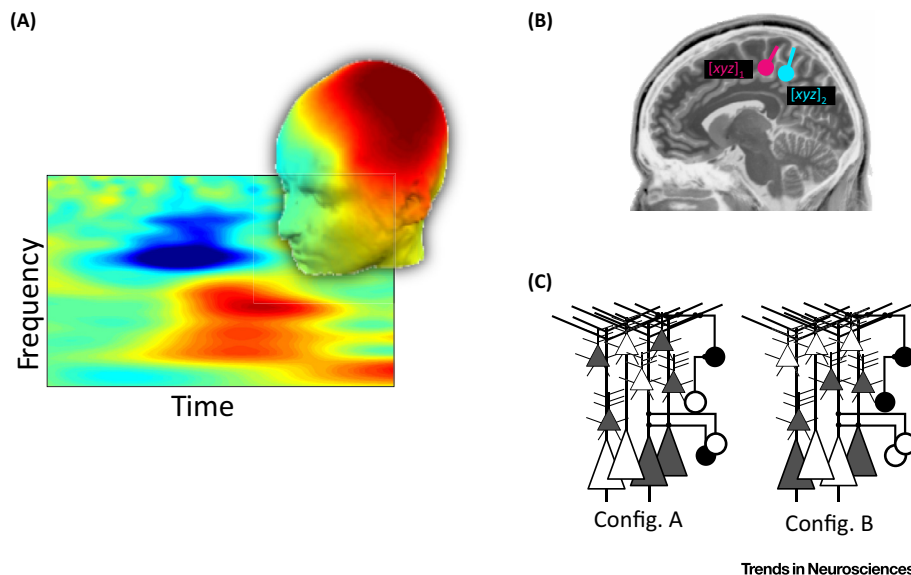 (A)
Frequency
Time
(B)
[xyz]1
[xyz]2
(C)
Config. A
Config. B
Trends in Neurosciences